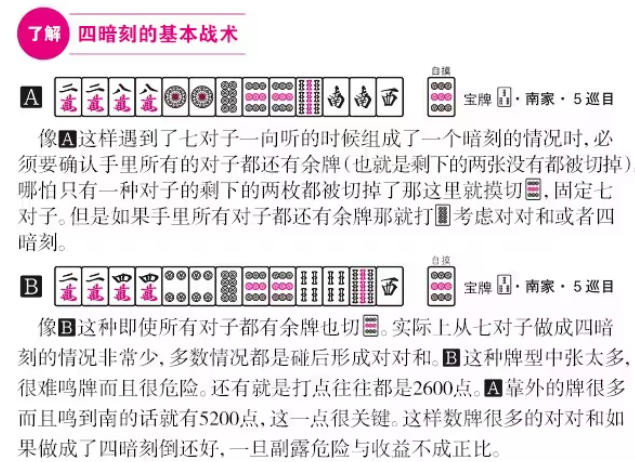 了解 四暗刻的基本战术
自摸
A 二萬 二萬 八萬 八萬 南 南 西 宝牌 ・南家・5巡目
像A这样遇到了七对子一向听的时候组成了一个暗刻的情况时,必
须要确认手里所有的对子都还有余牌(也就是剩下的两张没有都被切掉)
哪怕只有一种对子的剩下的两枚都被切掉了那这里就摸切 ,固定七
对子。但是如果手里所有对子都还有余牌那就打 考虑对对和或者四
暗刻。
自摸
B 二萬 二萬 四萬 四萬 西 宝牌 ・南家・5巡目
像B这种即使所有对子都有余牌也切 。实际上从七对子做成四暗
刻的情况非常少,多数情况都是碰后形成对对和。B这种牌型中张太多,
很难鸣牌而且很危险。还有就是打点往往都是2600点。A靠外的牌很多
而且鸣到南的话就有5200点,这一点很关键。这样数牌很多的对对和如
果做成了四暗刻倒还好,一旦副露危险与收益不成正比。